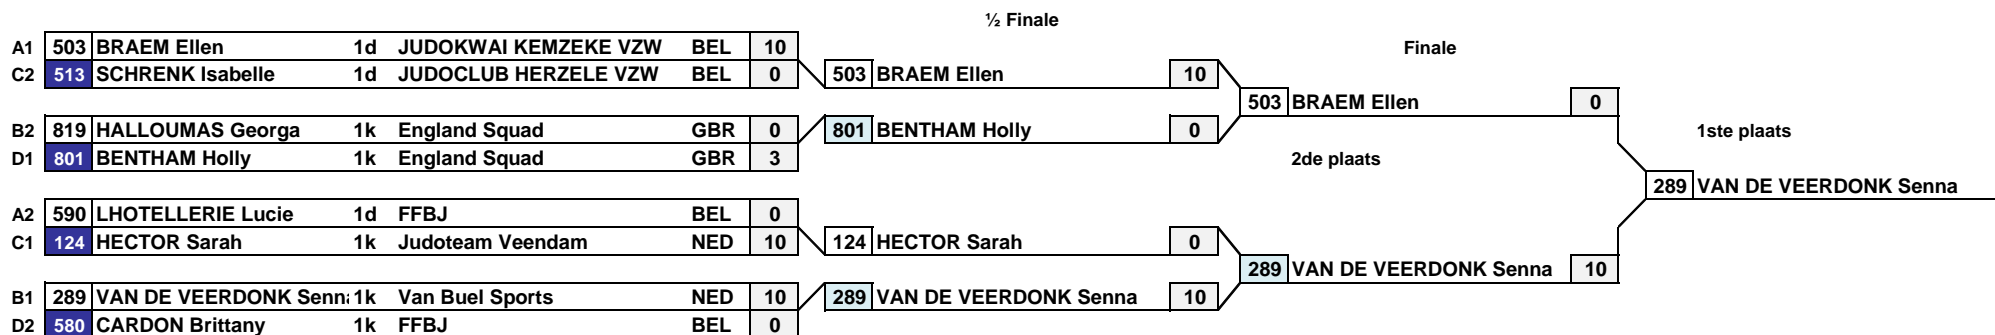 ½ Finale
A1 503 BRAEM Ellen 1d JUDOKWAI KEMZEKE VZW BEL 10
Finale
C2 513 SCHRENK Isabelle 1d JUDOCLUB HERZELE VZW BEL 0 503 BRAEM Ellen 10
503 BRAEM Ellen 0
B2 819 HALLOUMAS Georga 1k England Squad GBR 0 801 BENTHAM Holly 0 1ste plaats
D1 801 BENTHAM Holly 1k England Squad GBR 3 2de plaats
289 VAN DE VEERDONK Senna
A2 590 LHOTELLERIE Lucie 1d FFBJ BEL 0
C1 124 HECTOR Sarah 1k Judoteam Veendam NED 10 124 HECTOR Sarah 0
289 VAN DE VEERDONK Senna 10
B1 289 VAN DE VEERDONK Senna 1k Van Buel Sports NED 10 289 VAN DE VEERDONK Senna 10
D2 580 CARDON Brittany 1k FFBJ BEL 0